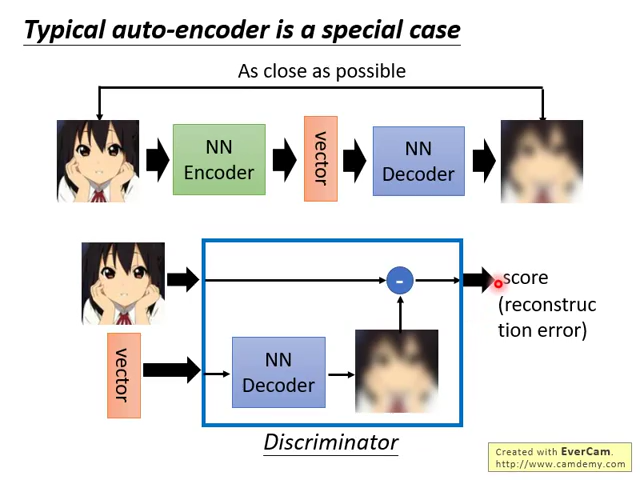 Typical auto-encoder is a special case
As close as possible
NN
Encoder
vector
NN
Decoder
vector
NN
Decoder
-
score
(reconstruc
tion error)
Discriminator
Created with EverCam.
http://www.camdemy.com